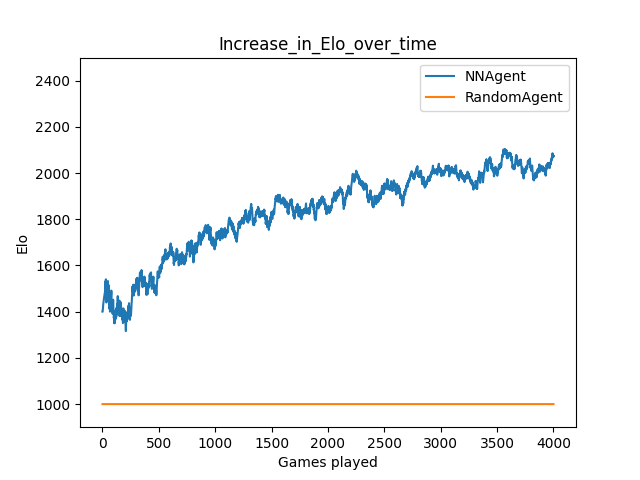 Increase_in_Elo_over_time
NNAgent
RandomAgent
2400
2200
2000
1800
1600
1400
1200
1000
Elo
0 500 1000 1500 2000 2500 3000 3500 4000
Games played